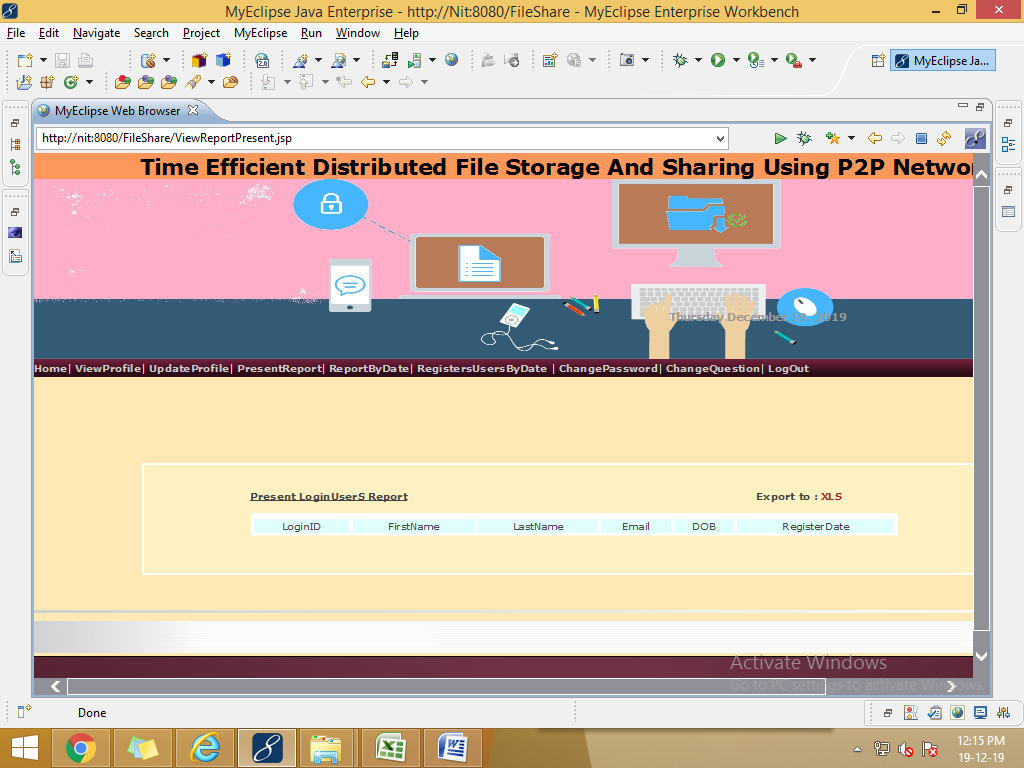 MyEclipse Java Enterprise - http://Nit:8080/FileShare - MyEclipse Enterprise Workbench
File Edit Navigate Search Project MyEclipse Run Window Help
MyEclipse Ja...
MyEclipse Web Browser
http://nit:8080/FileShare/ViewReportPresent.jsp
Time Efficient Distributed File Storage And Sharing Using P2P Netwo
Thursday,December 19, 2019
Home| ViewProfile| UpdateProfile| PresentReport| ReportByDate| RegistersUsersByDate | ChangePassword| ChangeQuestion| LogOut
Present LoginUserS Report Export to : XLS
LoginID FirstName LastName Email DOB RegisterDate
Activate Windows
Go to PC settings to activate Windows.
Done
12:15 PM
19-12-19